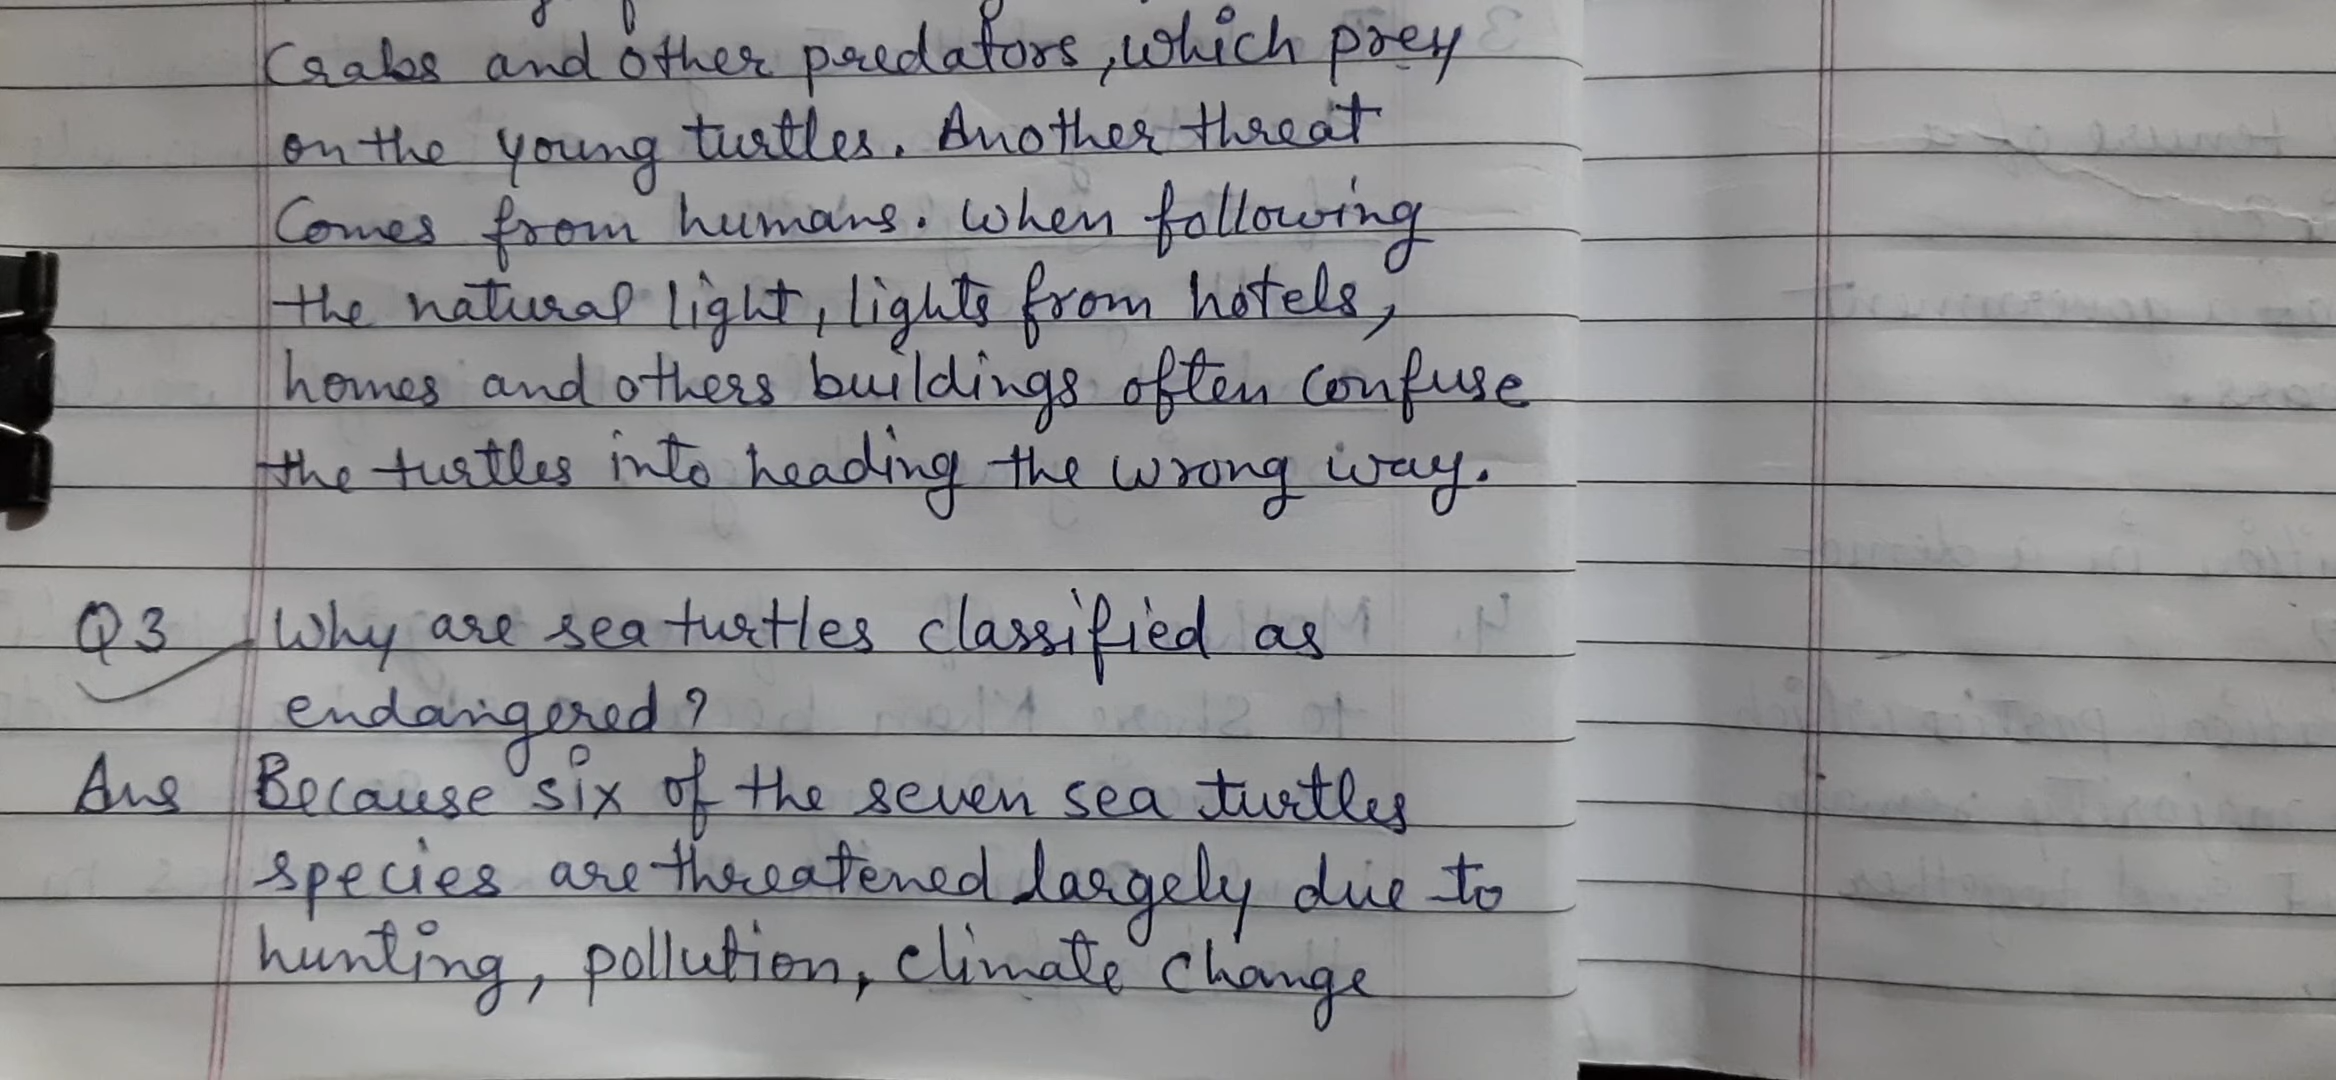 Crabs and other predators, which prey
on the young turtles. Another threat
Comes from humans. When following
the natural light, lights from hotels,
homes and others buildings often confuse
the turtles into heading the wrong way.
Q3 Why are sea turtles classified as
endangered?
Ans Because six of the seven sea turtles
species are threatened largely due to
hunting, pollution, climate change